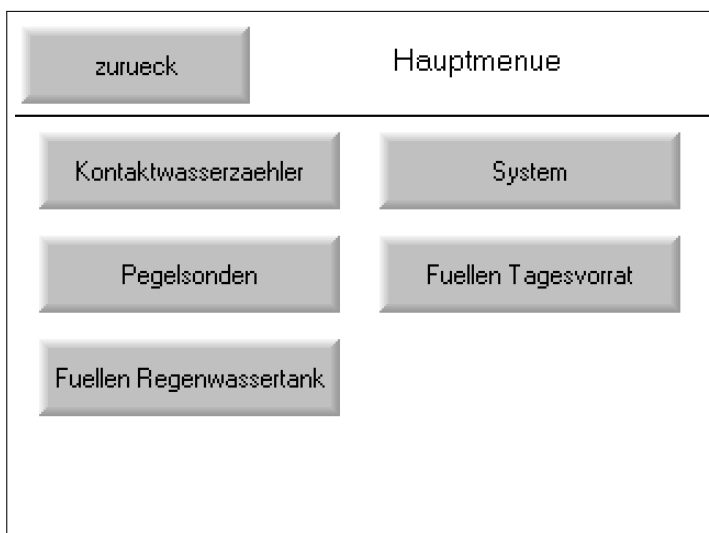 zurueck
Hauptmenue
Kontaktwasserzaehler
System
Pegelsonden
Fuellen Tagesvorrat
Fuellen Regenwassertank